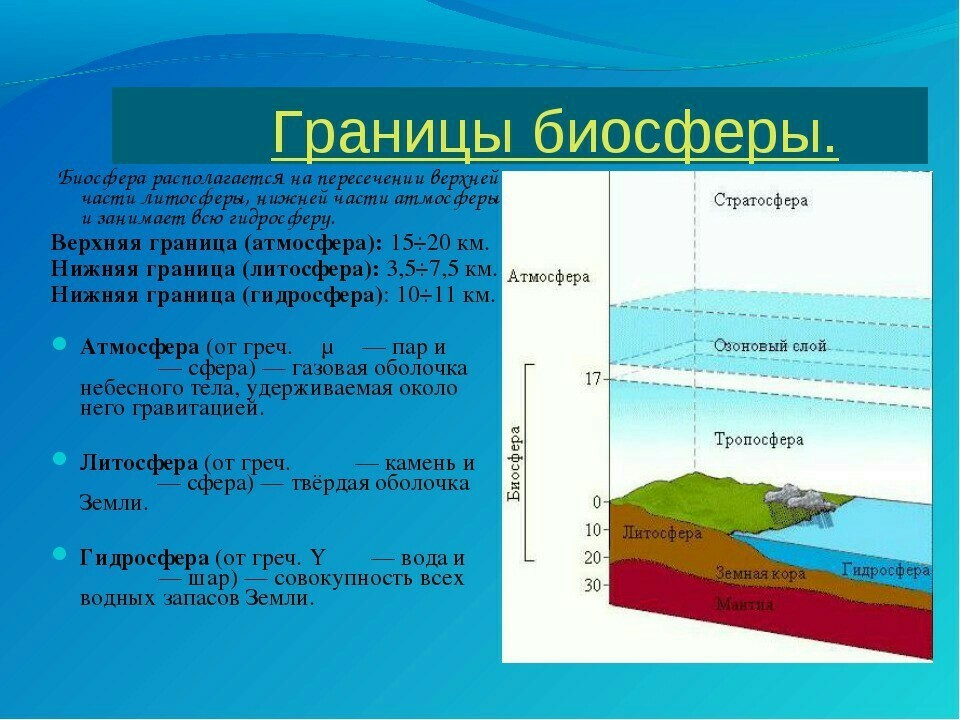 Границы биосферы.
Биосфера располагается на пересечении верхней
части литосферы, нижней части атмосферы
и занимает всю гидросферу.
Верхняя граница (атмосфера): 15÷20 км.
Нижняя граница (литосфера): 3,5÷7,5 км.
Нижняя граница (гидросфера): 10÷11 км.
Атмосфера (от греч. μ — пар и
— сфера) — газовая оболочка
небесного тела, удерживаемая около
него гравитацией.
Литосфера (от греч. — камень и
— сфера) — твёрдая оболочка
Земли.
Гидросфера (от греч. Υ — вода и
— шар) — совокупность всех
водных запасов Земли.
Стратосфера
Атмосфера
Озоновый слой
17
Тропосфера
Биосфера
0
10
20
30
Литосфера
Гидросфера
Земная кора
Мантия